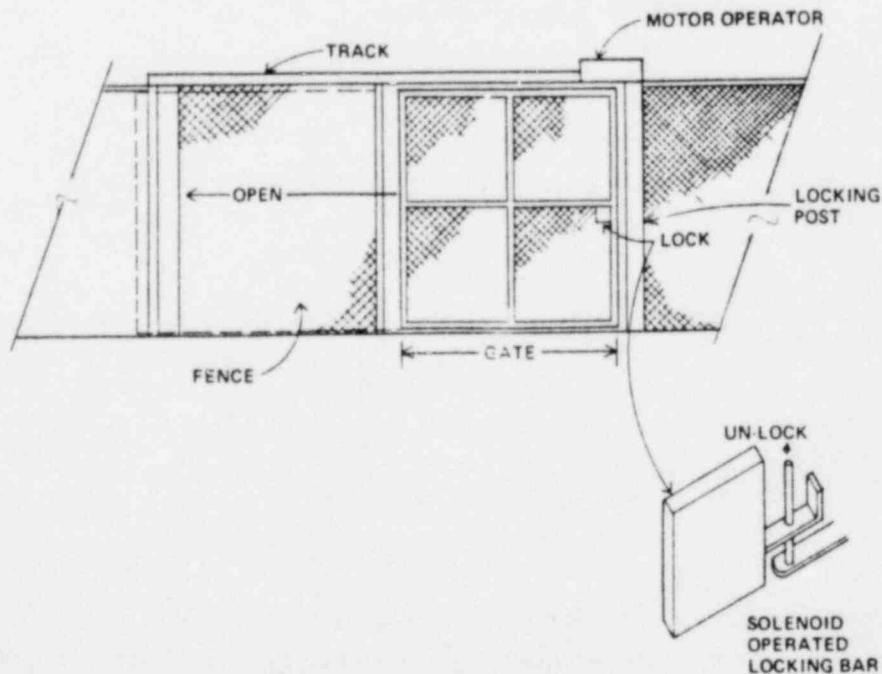 MOTOR OPERATOR
TRACK
OPEN
LOCKING
POST
LOCK
GATE
FENCE
UN-LOCK
SOLENOID
OPERATED
LOCKING BAR